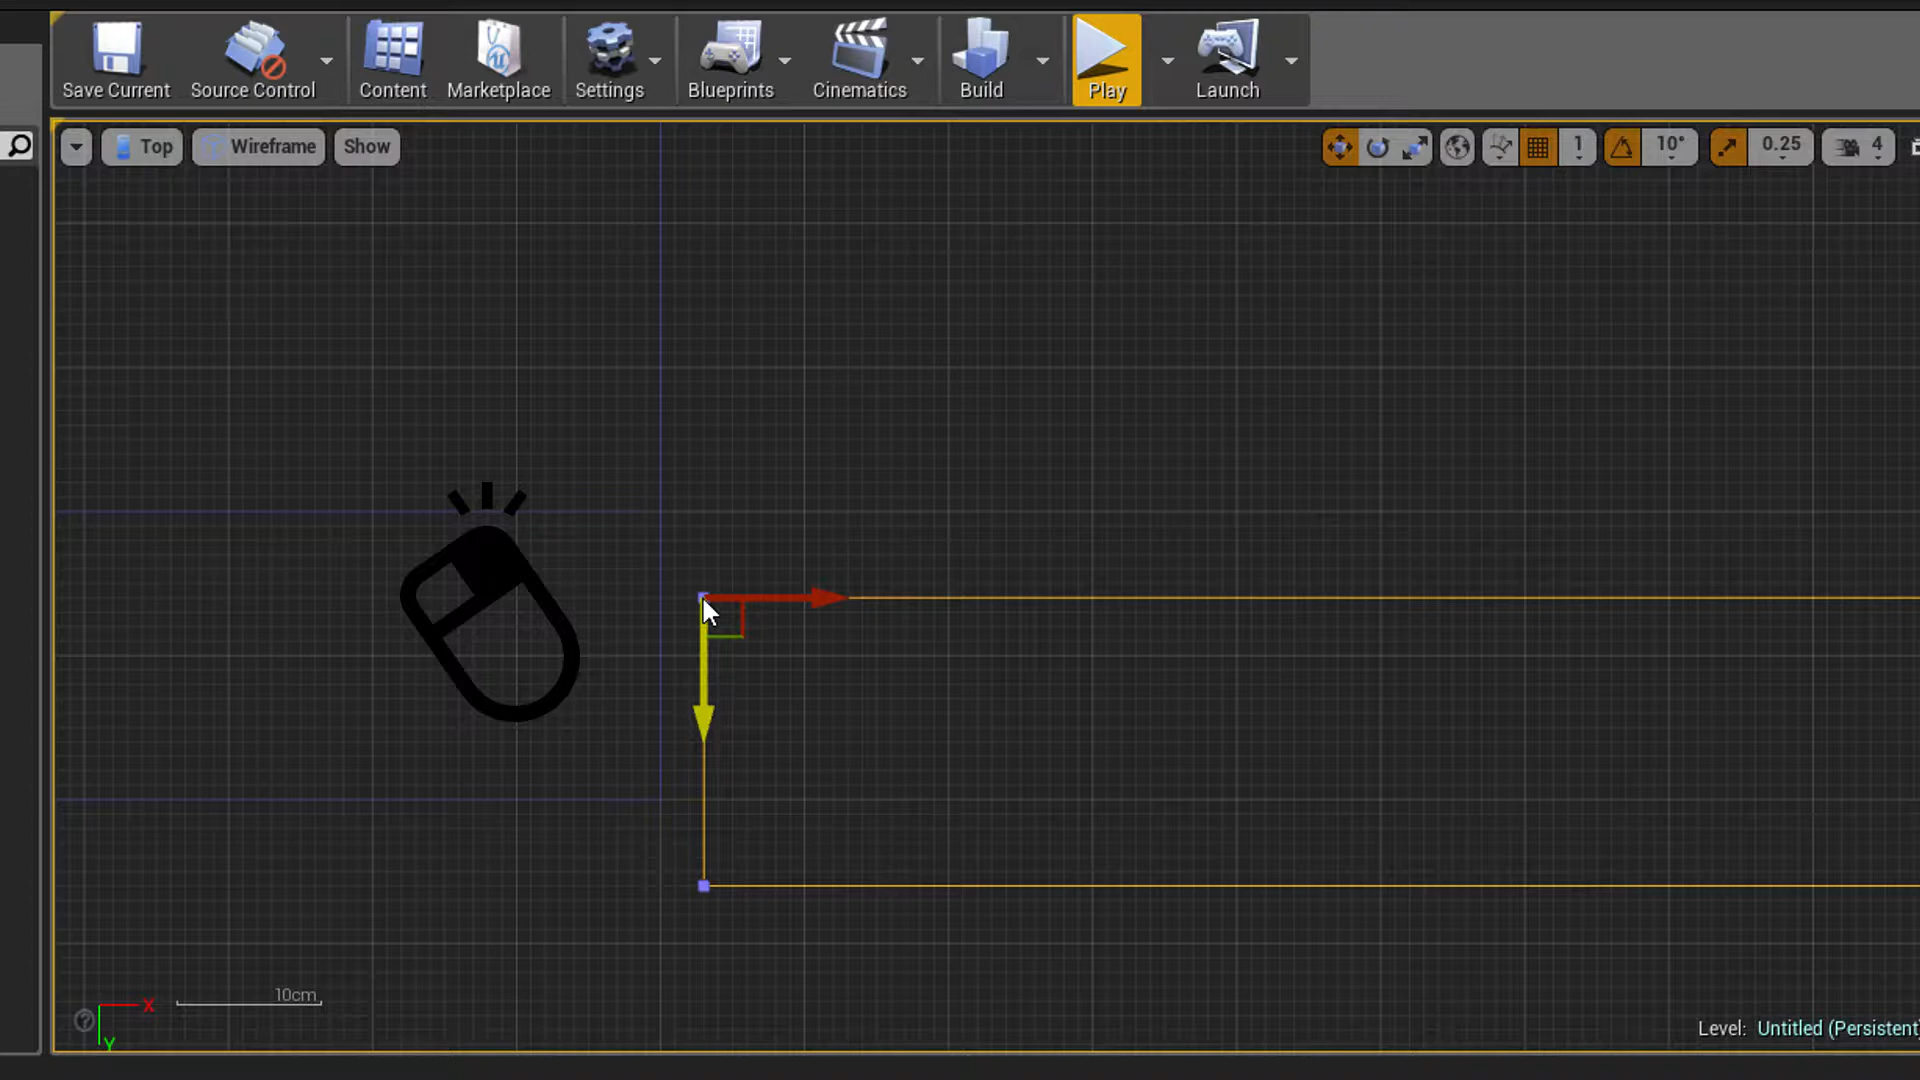 Save Current Source Control Content Marketplace Settings Blueprints Cinematics Build Play Launch
Top Wireframe Show 1 10° 0.25 4
10cm
X
Y
Level: Untitled (Persistent